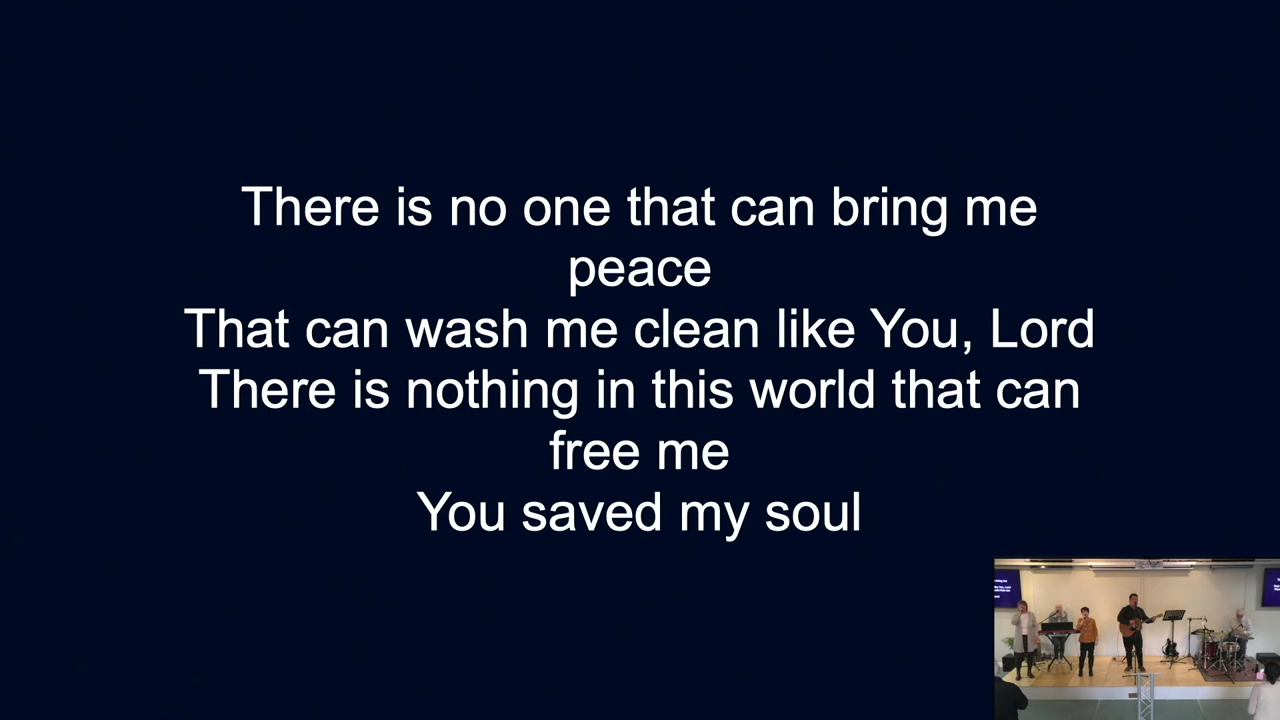 There is no one that can bring me
peace
That can wash me clean like You, Lord
There is nothing in this world that can
free me
You saved my soul